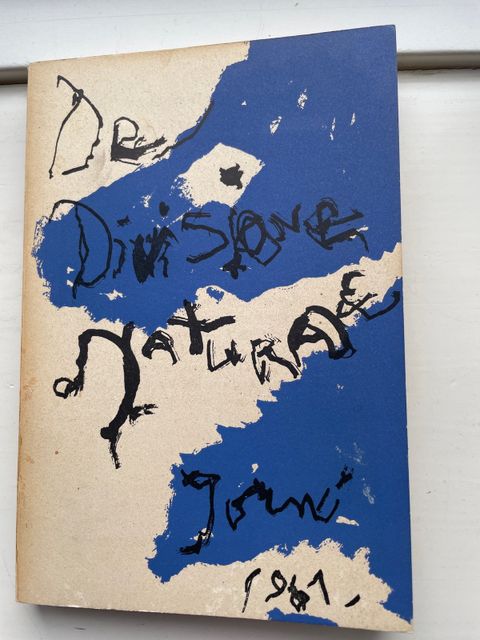 De
Divisione
Naturae
Jorn
1961.